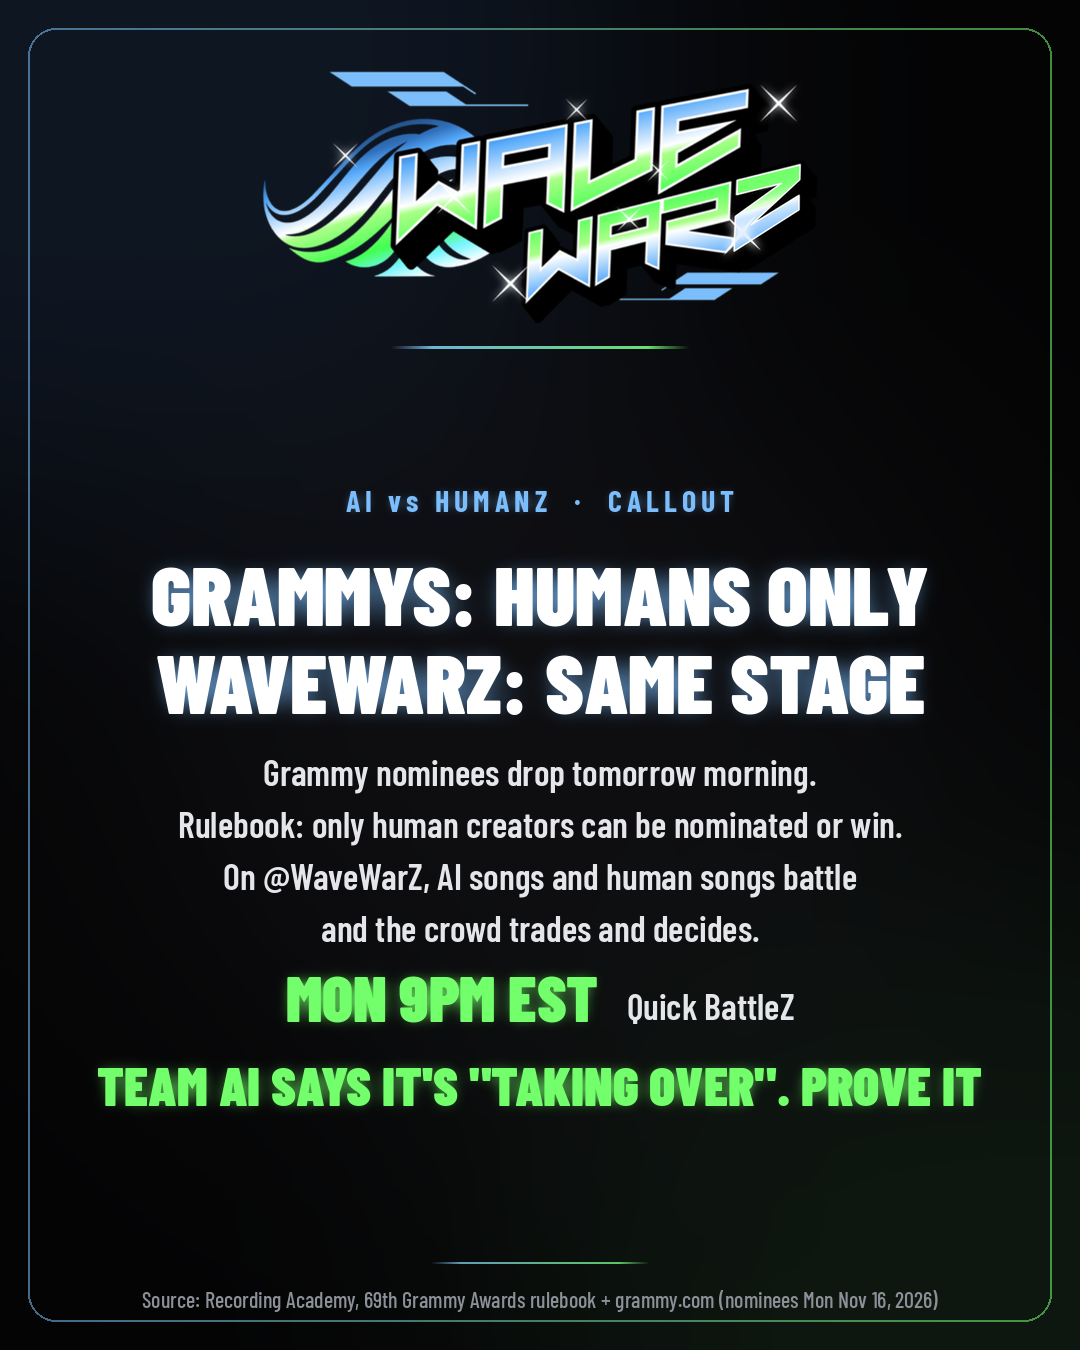 WAVE
WARZ
AI vs HUMANZ · CALLOUT
GRAMMYS: HUMANS ONLY
WAVEWARZ: SAME STAGE
Grammy nominees drop tomorrow morning.
Rulebook: only human creators can be nominated or win.
On @WaveWarZ, AI songs and human songs battle
and the crowd trades and decides.
MON 9PM EST Quick BattleZ
TEAM AI SAYS IT'S "TAKING OVER". PROVE IT
Source: Recording Academy, 69th Grammy Awards rulebook + grammy.com (nominees Mon Nov 16, 2026)